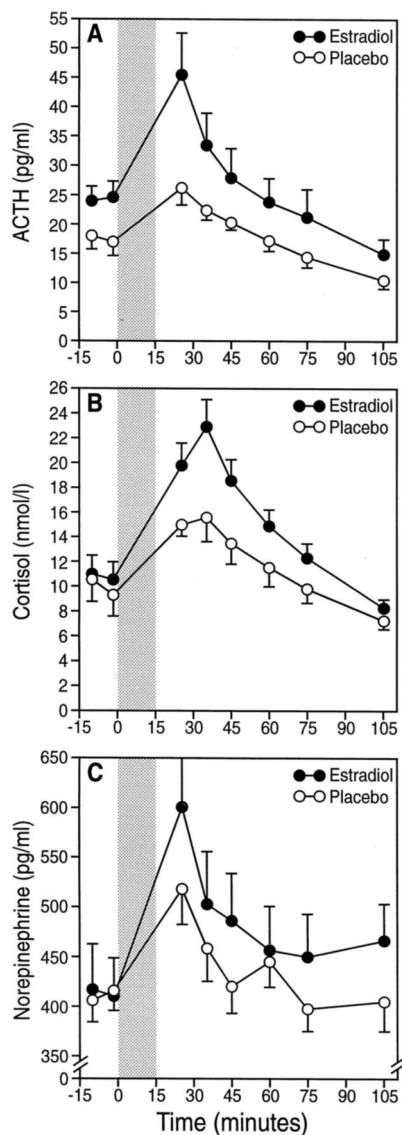 A
Estradiol
Placebo
ACTH (pg/ml)
55
50
45
40
35
30
25
20
15
10
5
0
-15 0 15 30 45 60 75 90 105
B
Estradiol
Placebo
Cortisol (nmol/l)
26
24
22
20
18
16
14
12
10
8
6
4
2
0
-15 0 15 30 45 60 75 90 105
C
Estradiol
Placebo
Norepinephrine (pg/ml)
650
600
550
500
450
400
350
0
-15 0 15 30 45 60 75 90 105
Time (minutes)